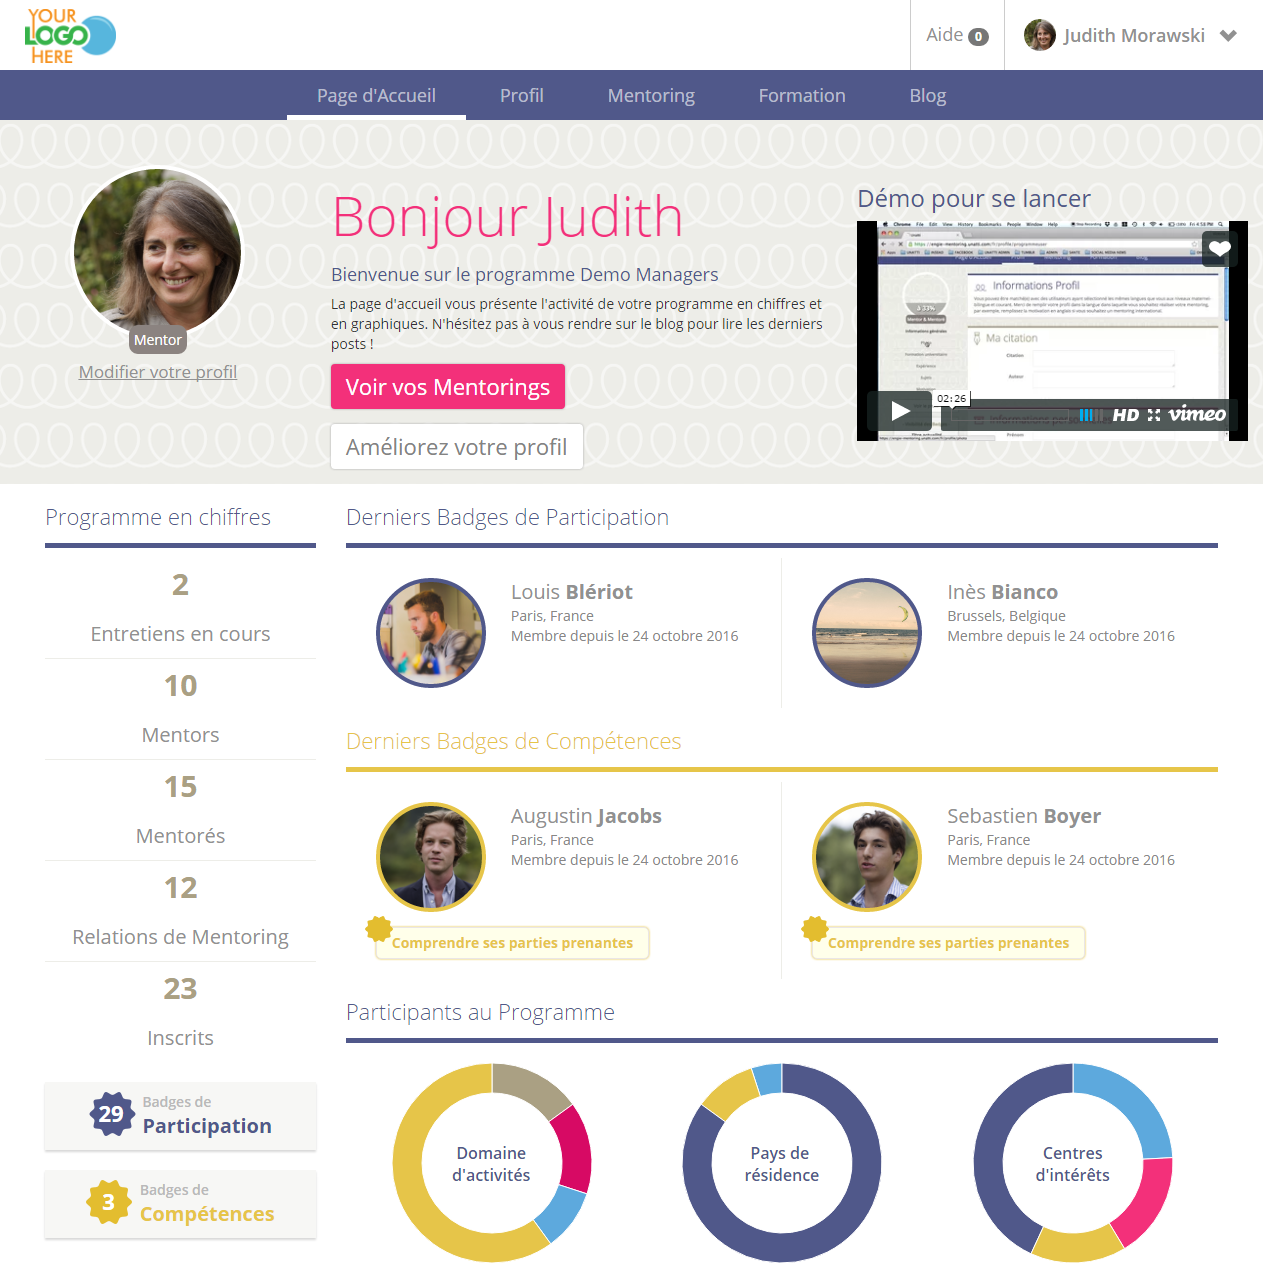 YOUR
LOGO
HERE
Aide 0
Judith Morawski
Page d'Accueil
Profil
Mentoring
Formation
Blog
Mentor
Modifier votre profil
Bonjour Judith
Bienvenue sur le programme Demo Managers
La page d'accueil vous présente l'activité de votre programme en chiffres et
en graphiques. N'hésitez pas à vous rendre sur le blog pour lire les derniers
posts !
Voir vos Mentorings
Améliorez votre profil
Démo pour se lancer
Informations Profil
Ma citation
02:26
HD
vimeo
Programme en chiffres
2
Entretiens en cours
10
Mentors
15
Mentorés
12
Relations de Mentoring
23
Inscrits
29
Badges de
Participation
3
Badges de
Compétences
Derniers Badges de Participation
Louis Blériot
Paris, France
Membre depuis le 24 octobre 2016
Inès Bianco
Brussels, Belgique
Membre depuis le 24 octobre 2016
Derniers Badges de Compétences
Augustin Jacobs
Paris, France
Membre depuis le 24 octobre 2016
Comprendre ses parties prenantes
Sebastien Boyer
Paris, France
Membre depuis le 24 octobre 2016
Comprendre ses parties prenantes
Participants au Programme
Domaine
d'activités
Pays de
résidence
Centres
d'intérêts